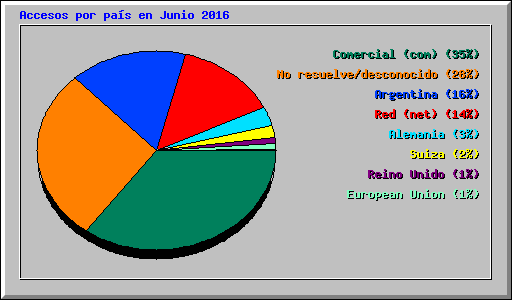 Accesos por país en Junio 2016
Comercial (com) (35%)
No resuelve/desconocido (26%)
Argentina (16%)
Red (net) (14%)
Alemania (3%)
Suiza (2%)
Reino Unido (1%)
European Union (1%)